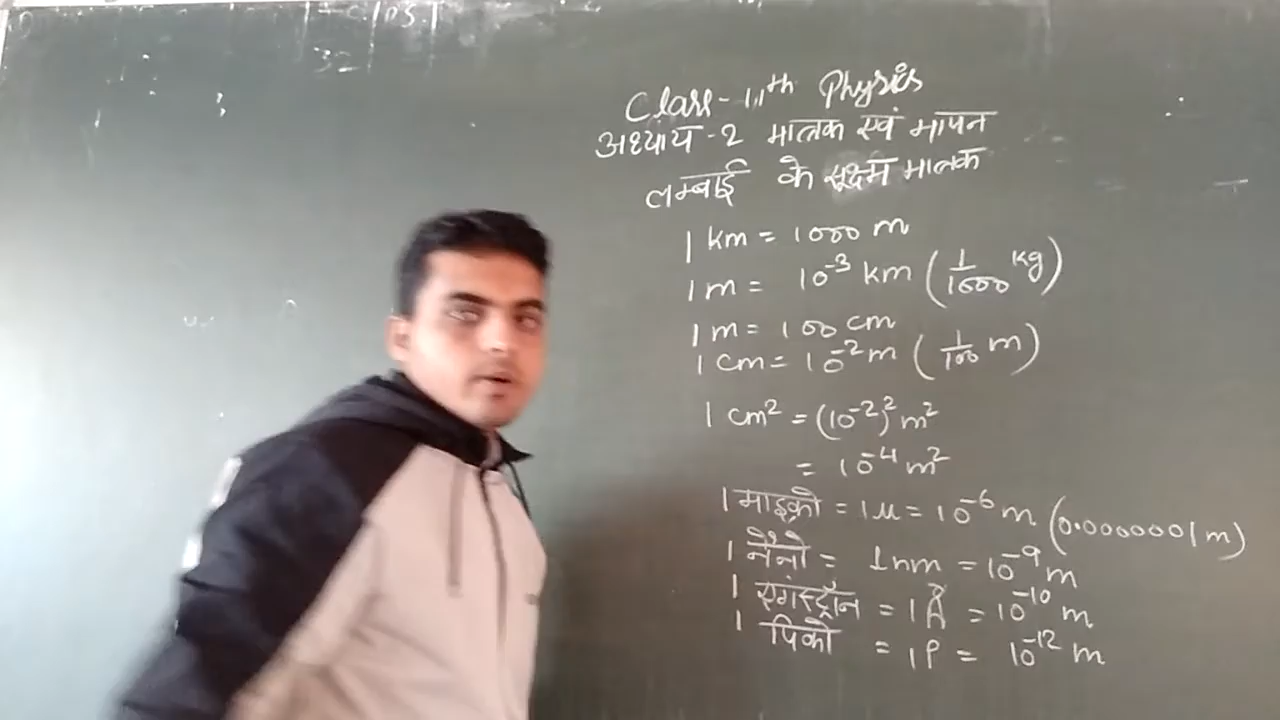 32
Class-11th Physics
अध्याय-2 मात्रक एवं मापन
लम्बाई के सूक्ष्म मात्रक
1 km = 1000 m
1 m = 10⁻³ km (1/1000 kg)
1 m = 100 cm
1 cm = 10⁻² m (1/100 m)
1 cm² = (10⁻²)² m²
= 10⁻⁴ m²
1 माइक्रो = 1 μ = 10⁻⁶ m (0.0000001 m)
1 नैनो = 1 nm = 10⁻⁹ m
1 एंगस्ट्रॉन = 1 Å = 10⁻¹⁰ m
1 पिको = 1 P = 10⁻¹² m